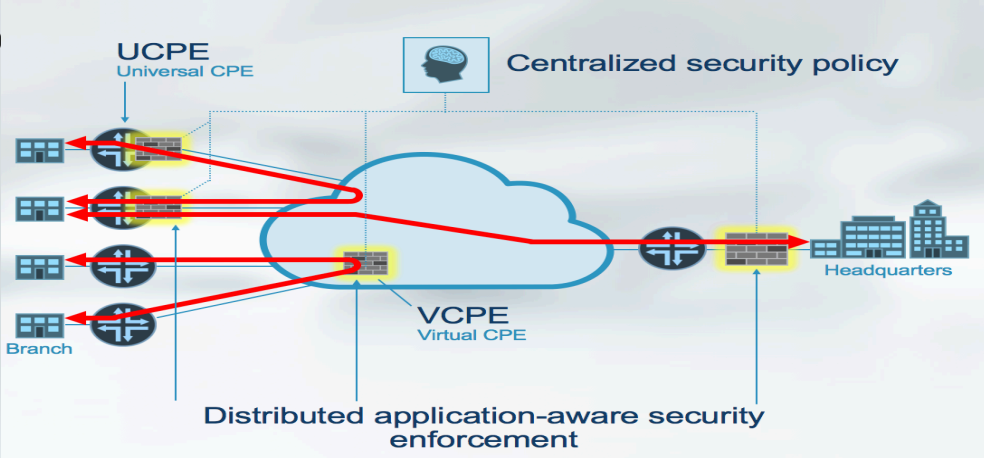 UCPE
Universal CPE
Centralized security policy
Headquarters
VCPE
Virtual CPE
Branch
Distributed application-aware security
enforcement